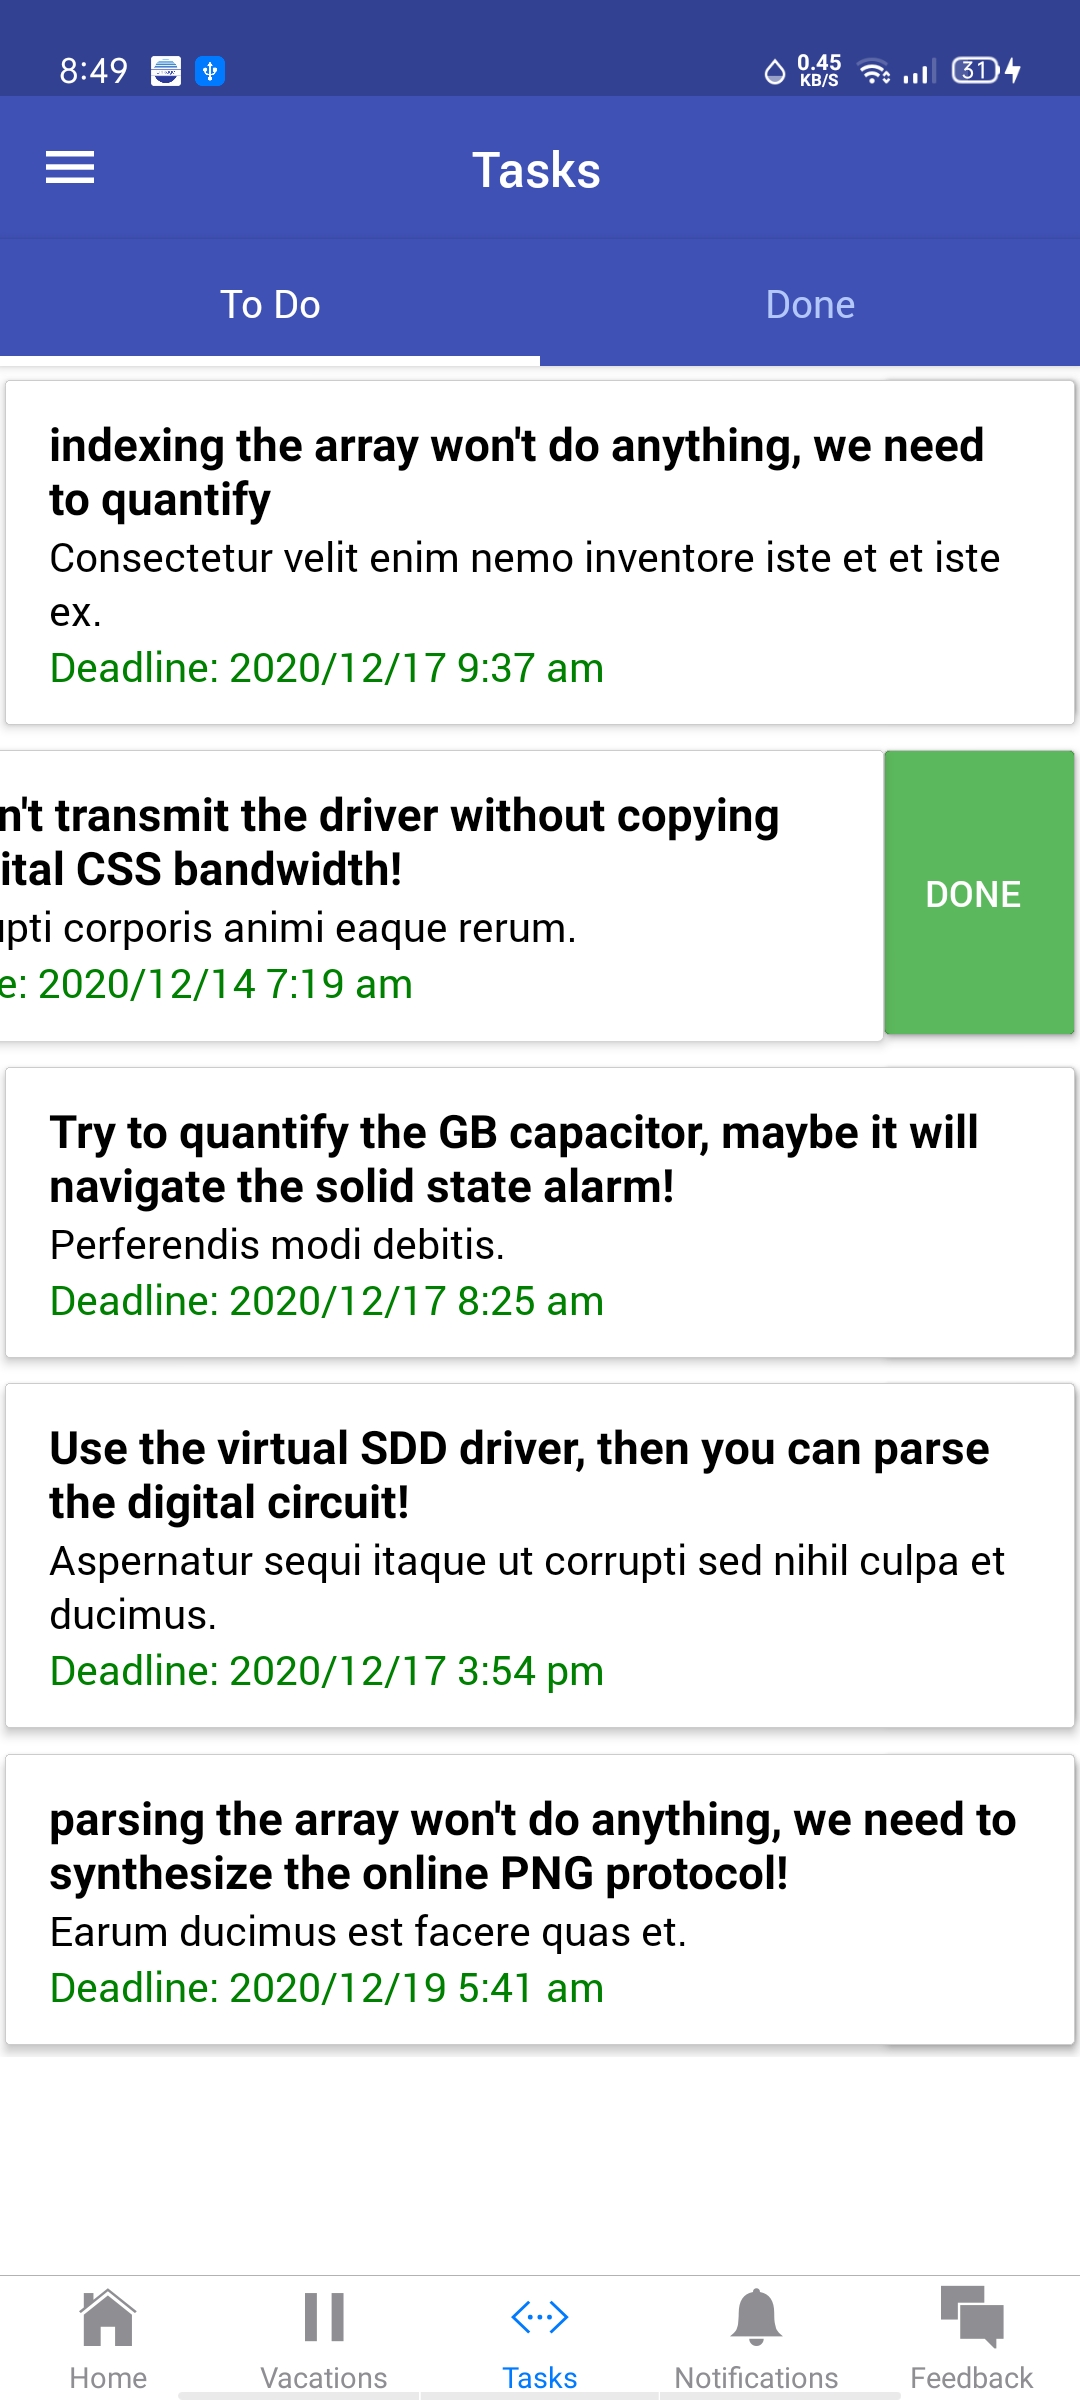 8:49
0.45
KB/S
31
Tasks
To Do
Done
indexing the array won't do anything, we need
to quantify
Consectetur velit enim nemo inventore iste et et iste
ex.
Deadline: 2020/12/17 9:37 am
n't transmit the driver without copying
ital CSS bandwidth!
upti corporis animi eaque rerum.
e: 2020/12/14 7:19 am
DONE
Try to quantify the GB capacitor, maybe it will
navigate the solid state alarm!
Perferendis modi debitis.
Deadline: 2020/12/17 8:25 am
Use the virtual SDD driver, then you can parse
the digital circuit!
Aspernatur sequi itaque ut corrupti sed nihil culpa et
ducimus.
Deadline: 2020/12/17 3:54 pm
parsing the array won't do anything, we need to
synthesize the online PNG protocol!
Earum ducimus est facere quas et.
Deadline: 2020/12/19 5:41 am
Home
Vacations
Tasks
Notifications
Feedback